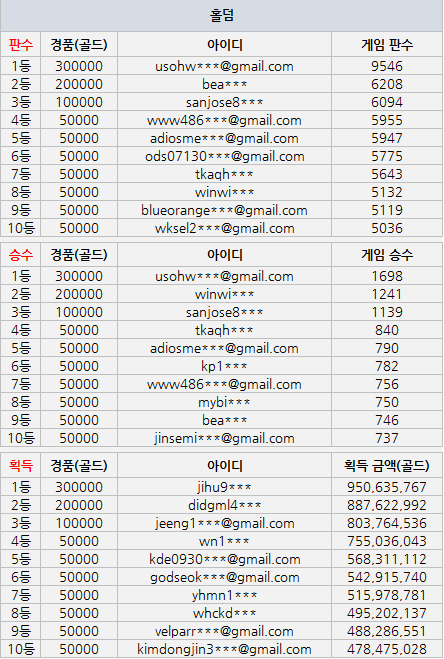 홀덤
판수 경품(골드) 아이디 게임 판수
1등 300000 usohw***@gmail.com 9546
2등 200000 bea*** 6208
3등 100000 sanjose8*** 6094
4등 50000 www486***@gmail.com 5955
5등 50000 adiosme***@gmail.com 5947
6등 50000 ods07130***@gmail.com 5775
7등 50000 tkaqh*** 5643
8등 50000 winwi*** 5132
9등 50000 blueorange***@gmail.com 5119
10등 50000 wksel2***@gmail.com 5036
승수 경품(골드) 아이디 게임 승수
1등 300000 usohw***@gmail.com 1698
2등 200000 winwi*** 1241
3등 100000 sanjose8*** 1139
4등 50000 tkaqh*** 840
5등 50000 adiosme***@gmail.com 790
6등 50000 kp1*** 782
7등 50000 www486***@gmail.com 756
8등 50000 mybi*** 750
9등 50000 bea*** 746
10등 50000 jinsemi***@gmail.com 737
획득 경품(골드) 아이디 획득 금액(골드)
1등 300000 jihu9*** 950,635,767
2등 200000 didgml4*** 887,622,992
3등 100000 jeeng1***@gmail.com 803,764,536
4등 50000 wn1*** 755,036,043
5등 50000 kde0930***@gmail.com 568,311,112
6등 50000 godseok***@gmail.com 542,915,740
7등 50000 yhmn1*** 515,978,781
8등 50000 whckd*** 495,202,137
9등 50000 velparr***@gmail.com 488,286,551
10등 50000 kimdongjin3***@gmail.com 478,475,028